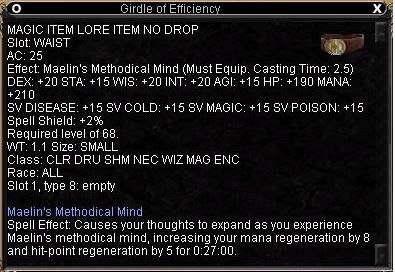 Girdle of Efficiency
MAGIC ITEM LORE ITEM NO DROP
Slot: WAIST
AC: 25
Effect: Maelin's Methodical Mind (Must Equip. Casting Time: 2.5)
DEX: +20 STA: +15 WIS: +20 INT: +20 AGI: +15 HP: +190 MANA:
+210
SV DISEASE: +15 SV COLD: +15 SV MAGIC: +15 SV POISON: +15
Spell Shield: +2%
Required level of 68.
WT: 1.1 Size: SMALL
Class: CLR DRU SHM NEC WIZ MAG ENC
Race: ALL
Slot 1, type 8: empty
Maelin's Methodical Mind
Spell Effect: Causes your thoughts to expand as you experience
Maelin's methodical mind, increasing your mana regeneration by 8
and hit-point regeneration by 5 for 0:27:00.